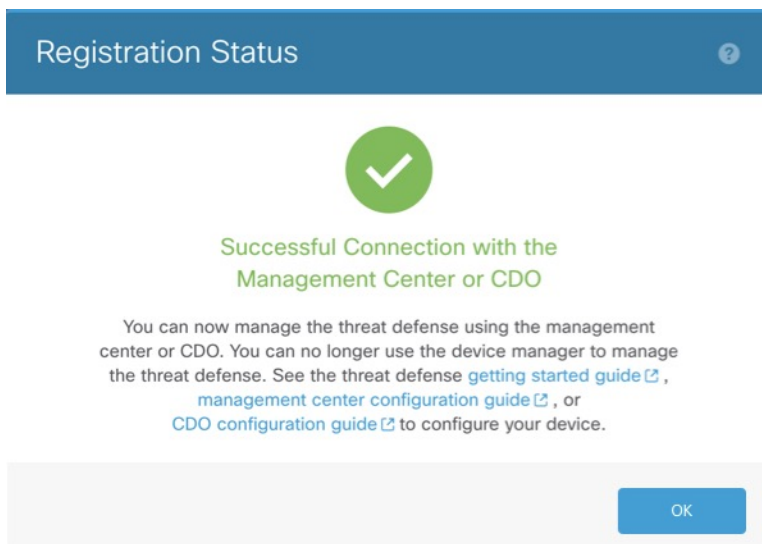 Registration Status
?
Successful Connection with the
Management Center or CDO
You can now manage the threat defense using the management
center or CDO. You can no longer use the device manager to manage
the threat defense. See the threat defense getting started guide ,
management center configuration guide , or
CDO configuration guide to configure your device.
OK